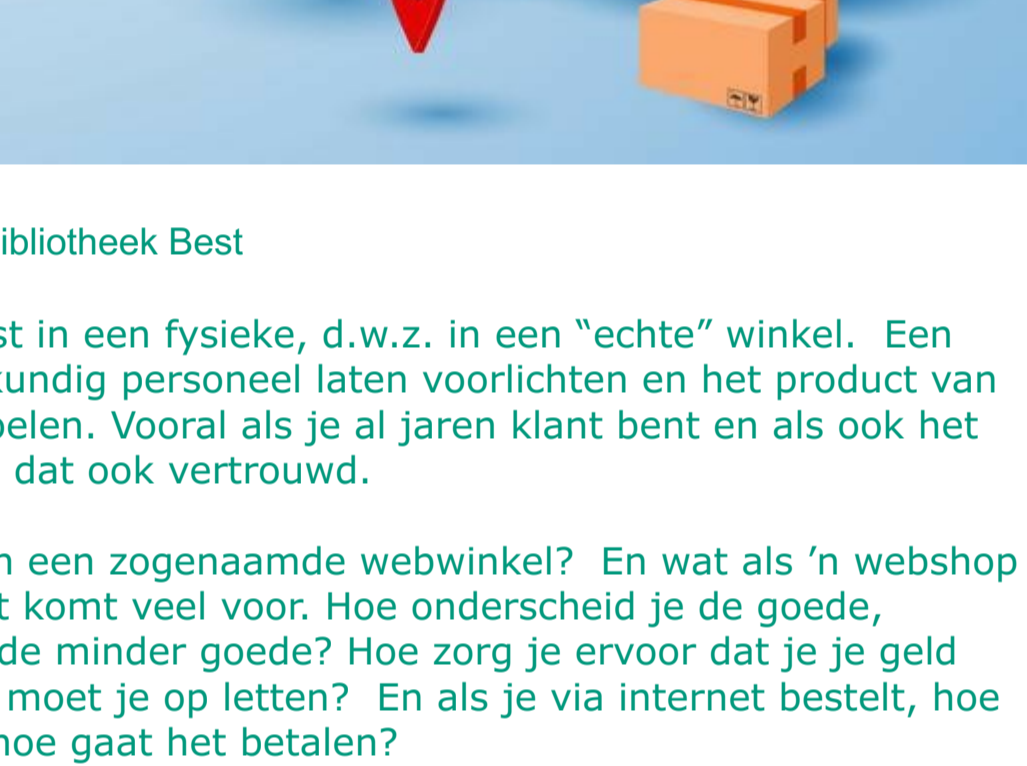 ibliotheek Best
st in een fysieke, d.w.z. in een “echte” winkel.  Een
kundig personeel laten voorlichten en het product van
elen. Vooral als je al jaren klant bent en als ook het
dat ook vertrouwd.
een zogenaamde webwinkel?  En wat als ’n webshop
t komt veel voor. Hoe onderscheid je de goede,
de minder goede? Hoe zorg je ervoor dat je je geld
moet je op letten?  En als je via internet bestelt, hoe
hoe gaat het betalen?